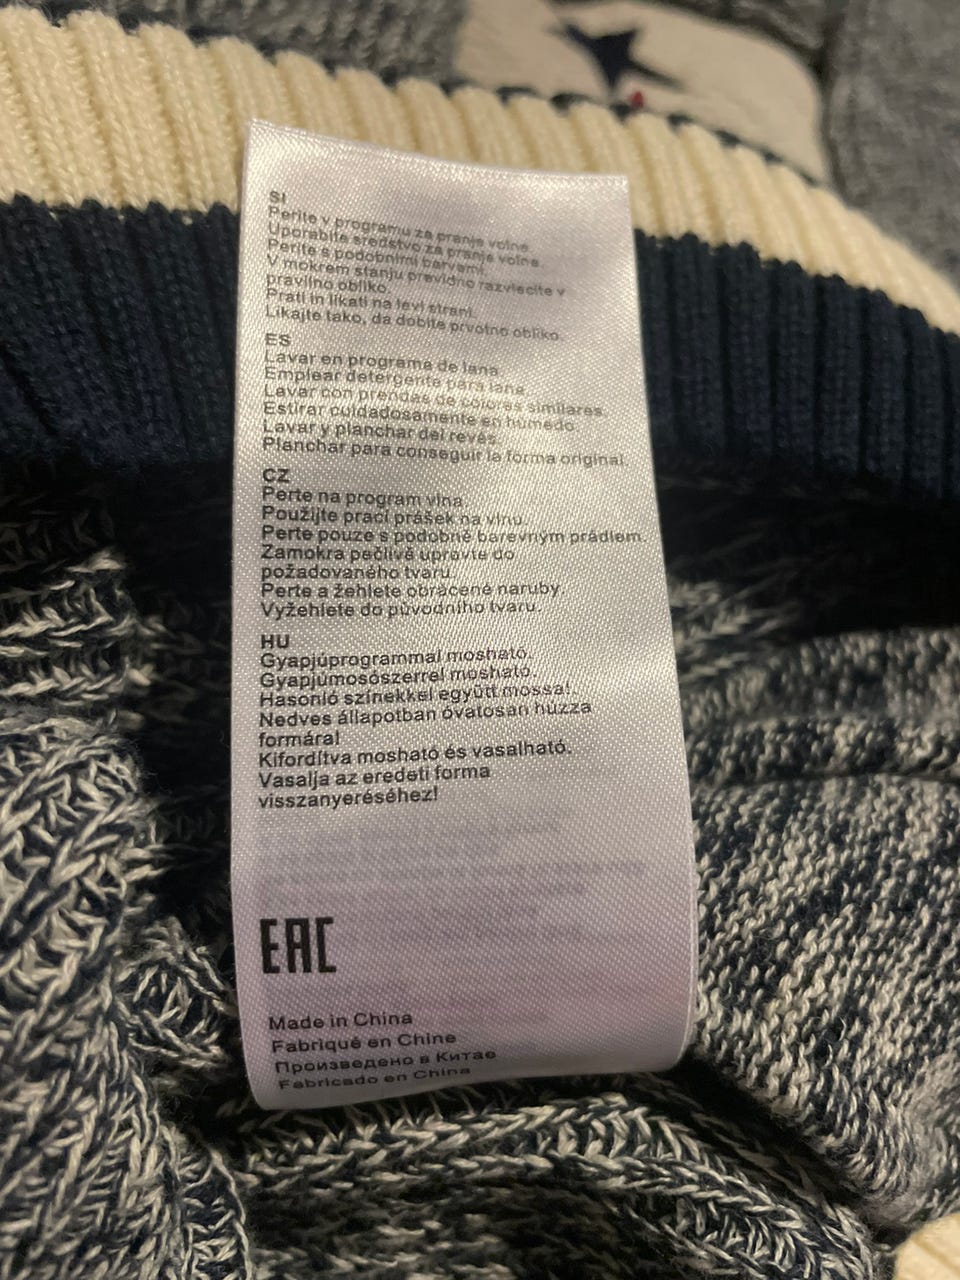 SI
Perite v programu za pranje volne.
Uporabite sredstvo za pranje volne.
Perite s podobnimi barvami.
V mokrem stanju previdno razvlecite v
pravilno obliko.
Prati in likati na levi strani.
Likajte tako, da dobite prvotno obliko.
ES
Lavar en programa de lana.
Emplear detergente para lana.
Lavar con prendas de colores similares.
Estirar cuidadosamente en húmedo.
Lavar y planchar del revés.
Planchar para conseguir la forma original.
CZ
Perte na program vlna.
Použijte prací prášek na vlnu.
Perte pouze s podobně barevným prádlem.
Zamokra pečlivě upravte do
požadovaného tvaru.
Perte a žehlete obrácené naruby.
Vyžehlete do původního tvaru.
HU
Gyapjúprogrammal mosható.
Gyapjúmosószerrel mosható.
Hasonló színekkel együtt mossa!
Nedves állapotban óvatosan húzza
formára!
Kifordítva mosható és vasalható.
Vasalja az eredeti forma
visszanyeréséhez!
EAC
Made in China
Fabriqué en Chine
Произведено в Китае
Fabricado en China